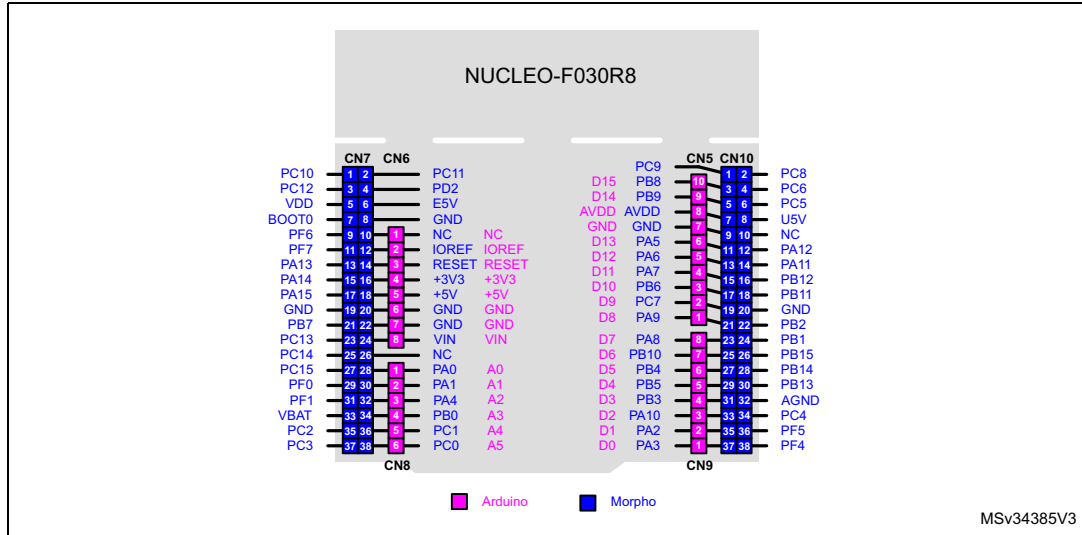 NUCLEO-F030R8
CN7 CN6 CN5 CN10
PC9
PC10 1 2 PC11 1 2 PC8
D15 PB8 10
PC12 3 4 PD2 3 4 PC6
D14 PB9 9
VDD 5 6 E5V 5 6 PC5
AVDD AVDD 8
BOOT0 7 8 GND 7 8 U5V
GND GND 7
PF6 9 10 1 NC NC 9 10 NC
D13 PA5 6
PF7 11 12 2 IOREF IOREF 11 12 PA12
D12 PA6 5
PA13 13 14 3 RESET RESET 13 14 PA11
D11 PA7 4
PA14 15 16 4 +3V3 +3V3 15 16 PB12
D10 PB6 3
PA15 17 18 5 +5V +5V 17 18 PB11
D9 PC7 2
GND 19 20 6 GND GND 19 20 GND
D8 PA9 1
PB7 21 22 7 GND GND 21 22 PB2
PC13 23 24 8 VIN VIN D7 PA8 8 23 24 PB1
PC14 25 26 NC D6 PB10 7 25 26 PB15
PC15 27 28 1 PA0 A0 D5 PB4 6 27 28 PB14
PF0 29 30 2 PA1 A1 D4 PB5 5 29 30 PB13
PF1 31 32 3 PA4 A2 D3 PB3 4 31 32 AGND
VBAT 33 34 4 PB0 A3 D2 PA10 3 33 34 PC4
PC2 35 36 5 PC1 A4 D1 PA2 2 35 36 PF5
PC3 37 38 6 PC0 A5 D0 PA3 1 37 38 PF4
CN8 CN9
Arduino Morpho
MSv34385V3